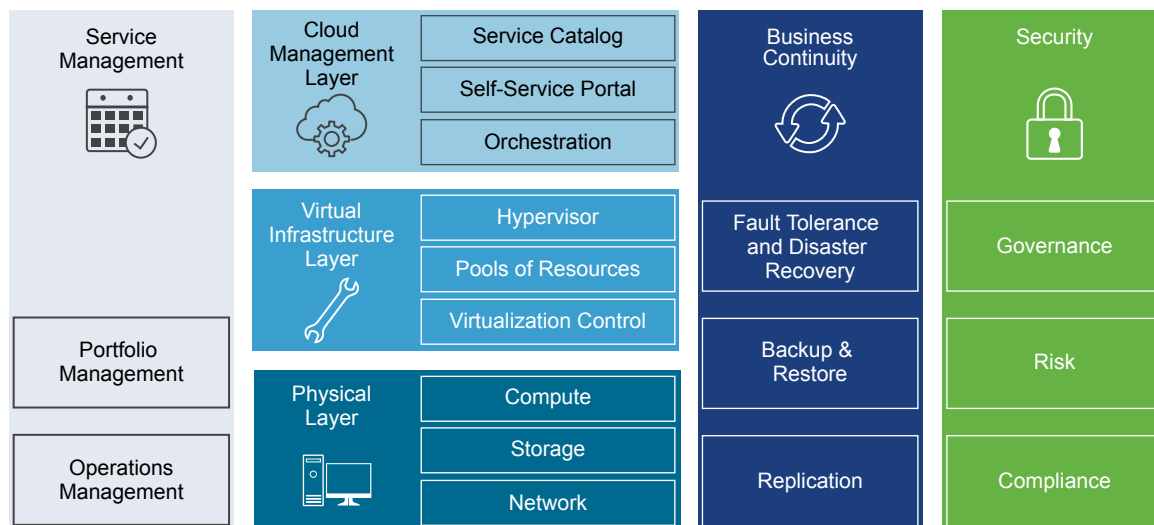 Service
Management
Portfolio
Management
Operations
Management
Cloud
Management
Layer
Service Catalog
Self-Service Portal
Orchestration
Virtual
Infrastructure
Layer
Hypervisor
Pools of Resources
Virtualization Control
Physical
Layer
Compute
Storage
Network
Business
Continuity
Fault Tolerance
and Disaster
Recovery
Backup &
Restore
Replication
Security
Governance
Risk
Compliance